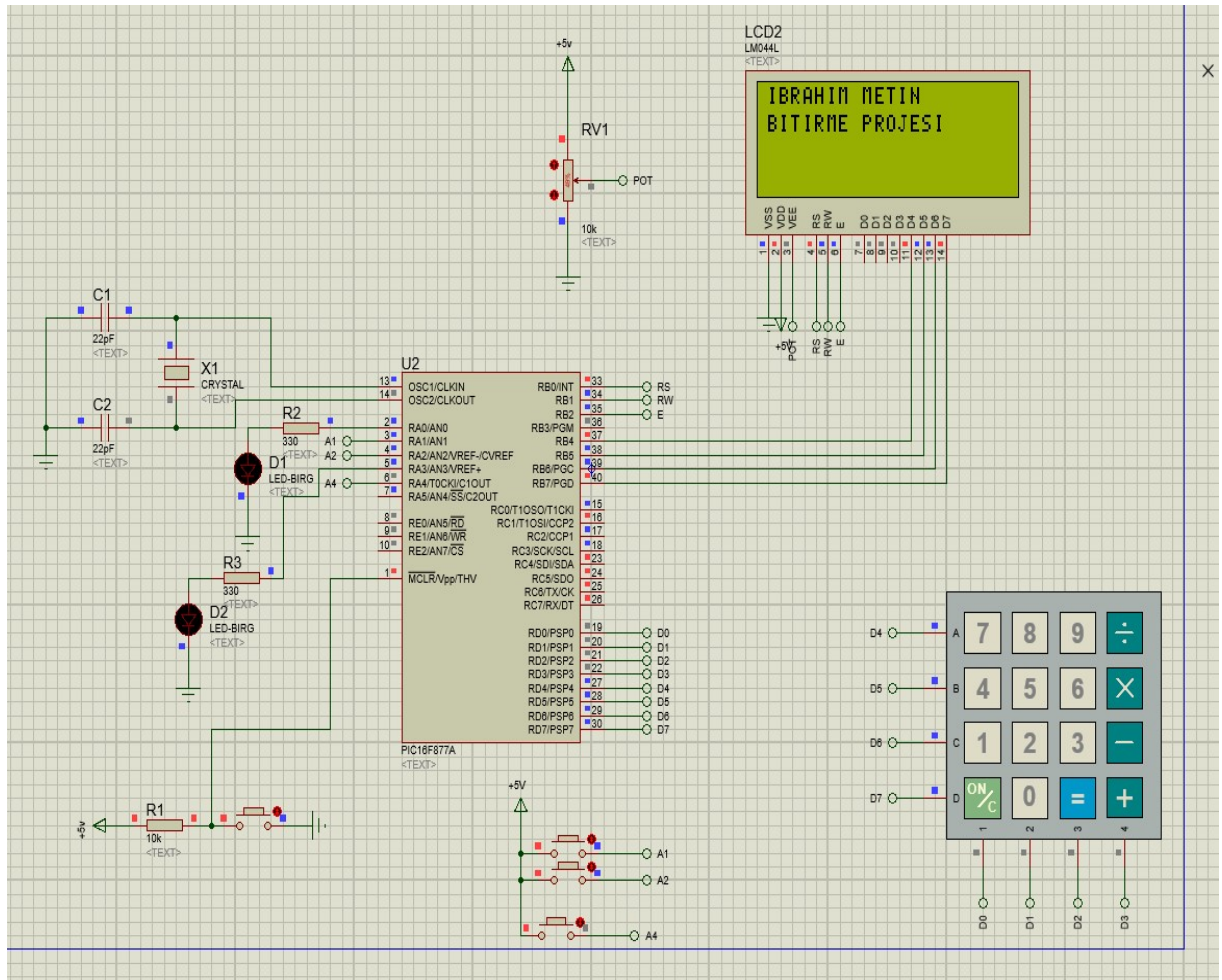 LCD2
LM044L
<TEXT>
IBRAHIM METIN
BITIRME PROJESI
VSS VDD VEE RS RW E D0 D1 D2 D3 D4 D5 D6 D7
1 2 3 4 5 6 7 8 9 10 11 12 13 14
+5V POT RS RW E
+5v
RV1
POT
10k
<TEXT>
C1
22pF
<TEXT>
X1
CRYSTAL
<TEXT>
C2
22pF
<TEXT>
R2
330
<TEXT>
D1
LED-BIRG
<TEXT>
R3
330
<TEXT>
D2
LED-BIRG
<TEXT>
A1
A2
A4
U2
13 OSC1/CLKIN
14 OSC2/CLKOUT
2 RA0/AN0
3 RA1/AN1
4 RA2/AN2/VREF-/CVREF
5 RA3/AN3/VREF+
6 RA4/T0CKI/C1OUT
7 RA5/AN4/SS/C2OUT
8 RE0/AN5/RD
9 RE1/AN6/WR
10 RE2/AN7/CS
1 MCLR/Vpp/THV
RB0/INT 33 RS
RB1 34 RW
RB2 35 E
RB3/PGM 36
RB4 37
RB5 38
RB6/PGC 39
RB7/PGD 40
RC0/T1OSO/T1CKI 15
RC1/T1OSI/CCP2 16
RC2/CCP1 17
RC3/SCK/SCL 18
RC4/SDI/SDA 23
RC5/SDO 24
RC6/TX/CK 25
RC7/RX/DT 26
RD0/PSP0 19 D0
RD1/PSP1 20 D1
RD2/PSP2 21 D2
RD3/PSP3 22 D3
RD4/PSP4 27 D4
RD5/PSP5 28 D5
RD6/PSP6 29 D6
RD7/PSP7 30 D7
PIC16F877A
<TEXT>
+5v
R1
10k
<TEXT>
+5V
A1
A2
A4
D4 A 7 8 9 ÷
D5 B 4 5 6 ×
D6 C 1 2 3 −
D7 D ON/C 0 = +
1 2 3 4
D0 D1 D2 D3